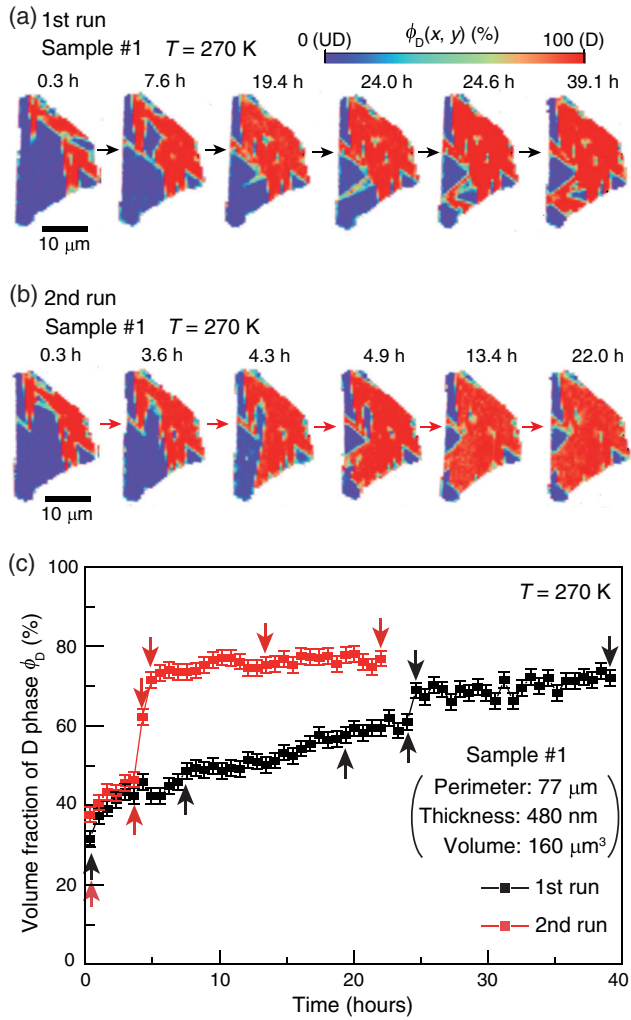 (a) 1st run
Sample #1 T = 270 K
0 (UD) ϕD(x, y) (%) 100 (D)
0.3 h 7.6 h 19.4 h 24.0 h 24.6 h 39.1 h
10 μm
(b) 2nd run
Sample #1 T = 270 K
0.3 h 3.6 h 4.3 h 4.9 h 13.4 h 22.0 h
10 μm
(c)
Volume fraction of D phase ϕD (%)
100
80
60
40
20
0
T = 270 K
Sample #1
Perimeter: 77 μm
Thickness: 480 nm
Volume: 160 μm³
1st run
2nd run
0 10 20 30 40
Time (hours)